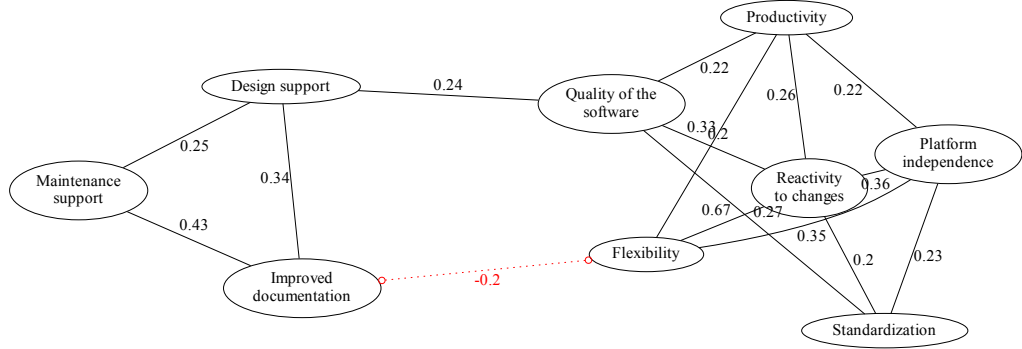 Productivity
Design support
0.24
0.22
Quality of the
software
0.26
0.22
0.33
0.2
0.25
Platform
independence
Maintenance
support
0.34
Reactivity
to changes
0.36
0.43
0.67
0.27
0.35
Flexibility
0.2
0.23
Improved
documentation
-0.2
Standardization